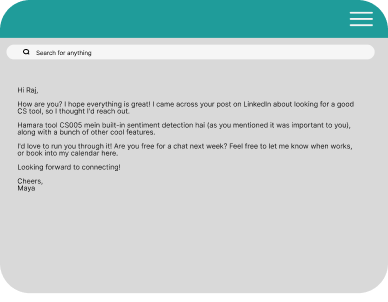 Search for anything
Hi Raj,
How are you? I hope everything is great! I came across your post on LinkedIn about looking for a good
CS tool, so I thought I'd reach out.
Hamara tool CS005 mein built-in sentiment detection hai (as you mentioned it was important to you),
along with a bunch of other cool features.
I'd love to run you through it! Are you free for a chat next week? Feel free to let me know when works,
or book into my calendar here.
Looking forward to connecting!
Cheers,
Maya